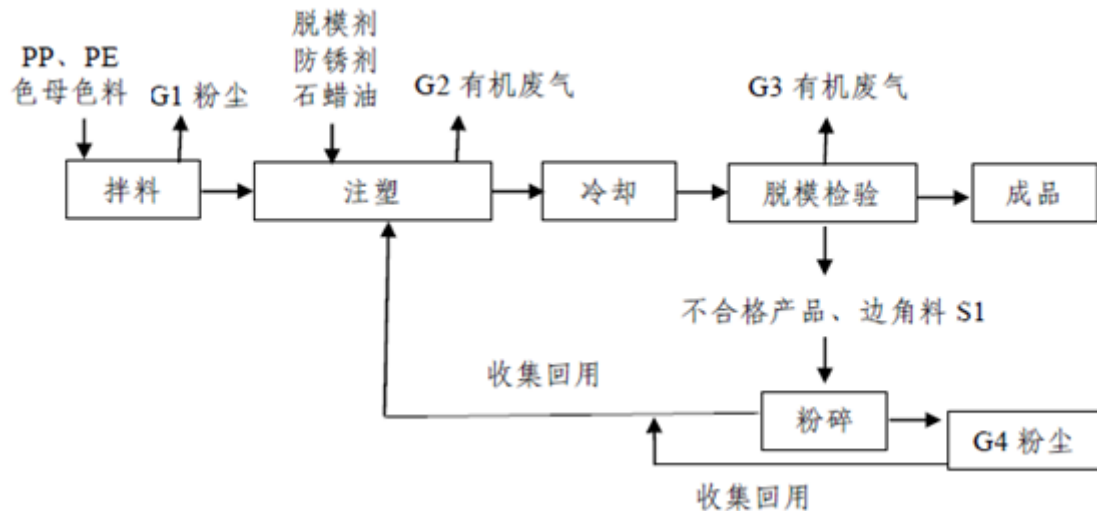 脱模剂
防锈剂
石蜡油
PP、PE
色母色料
G1 粉尘
G2 有机废气
G3 有机废气
拌料
注塑
冷却
脱模检验
成品
不合格产品、边角料 S1
收集回用
粉碎
G4 粉尘
收集回用